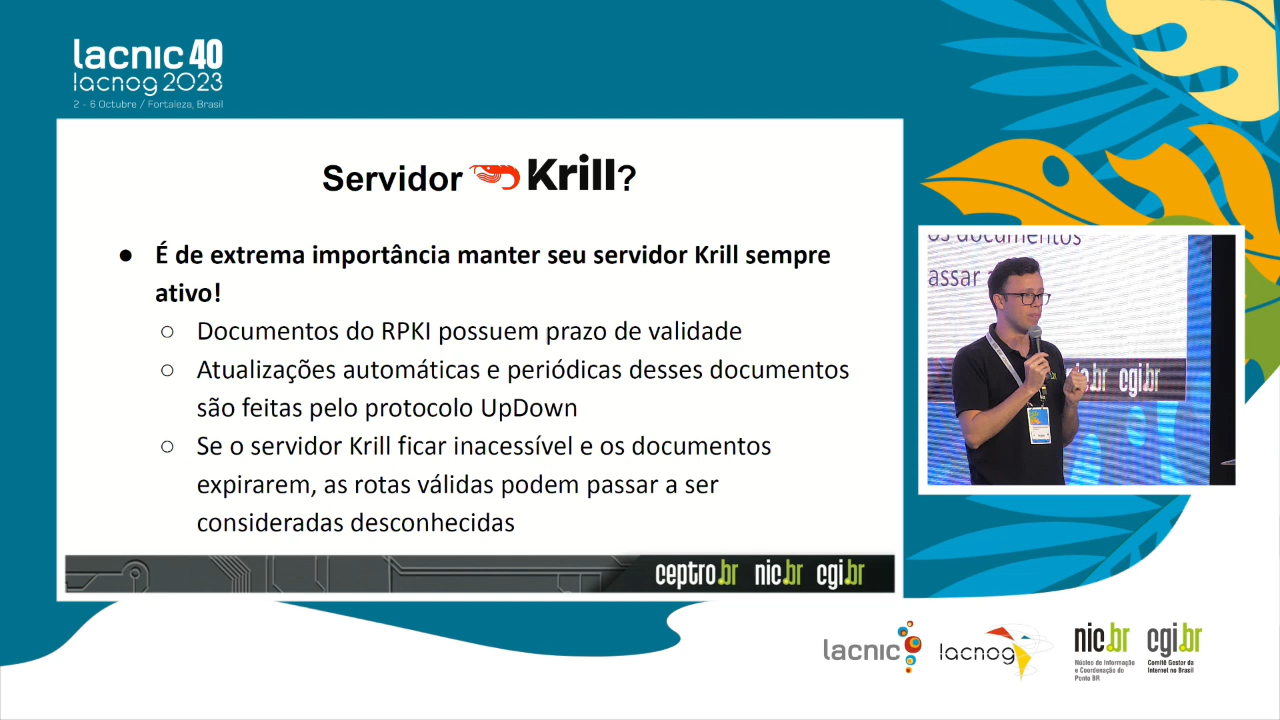 lacnic 40
lacnog 2023
2 - 6 Octubre / Fortaleza, Brasil
Servidor Krill?
● É de extrema importância manter seu servidor Krill sempre
ativo!
○ Documentos do RPKI possuem prazo de validade
○ Atualizações automáticas e periódicas desses documentos
são feitas pelo protocolo UpDown
○ Se o servidor Krill ficar inacessível e os documentos
expirarem, as rotas válidas podem passar a ser
consideradas desconhecidas
ceptro.br nic.br cgi.br
os documentos
assar a
cgi.br
lacnic
lacnog
nic.br
Núcleo de Informação
e Coordenação do
Ponto BR
cgi.br
Comitê Gestor da
Internet no Brasil